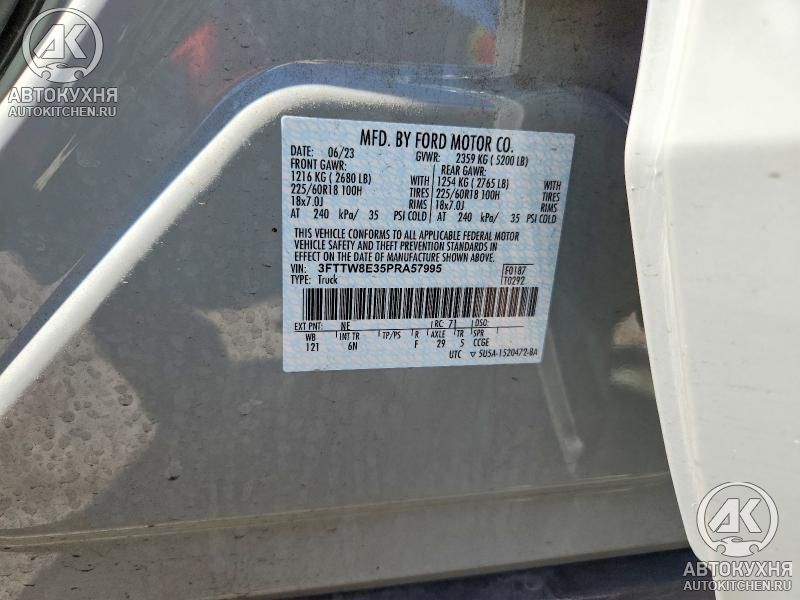 АК
АВТОКУХНЯ
AUTOKITCHEN.RU
MFD. BY FORD MOTOR CO.
DATE: 06/23 GVWR: 2359 KG ( 5200 LB)
FRONT GAWR: REAR GAWR:
1216 KG ( 2680 LB) WITH 1254 KG ( 2765 LB) WITH
225/60R18 100H TIRES 225/60R18 100H TIRES
18x7.0J RIMS 18x7.0J RIMS
AT 240 kPa/ 35 PSI COLD AT 240 kPa/ 35 PSI COLD
THIS VEHICLE CONFORMS TO ALL APPLICABLE FEDERAL MOTOR
VEHICLE SAFETY AND THEFT PREVENTION STANDARDS IN
EFFECT ON THE DATE OF MANUFACTURE SHOWN ABOVE.
VIN: 3FTTW8E35PRA57995 F0187
TYPE: Truck T0292
EXT PNT: NE RC: 71 DSO:
WB INT TR TP/PS R AXLE TR SPR
121 6N F 29 5 CCGE
UTC ▽ 5U5A-1520472-BA
АК
АВТОКУХНЯ
AUTOKITCHEN.RU